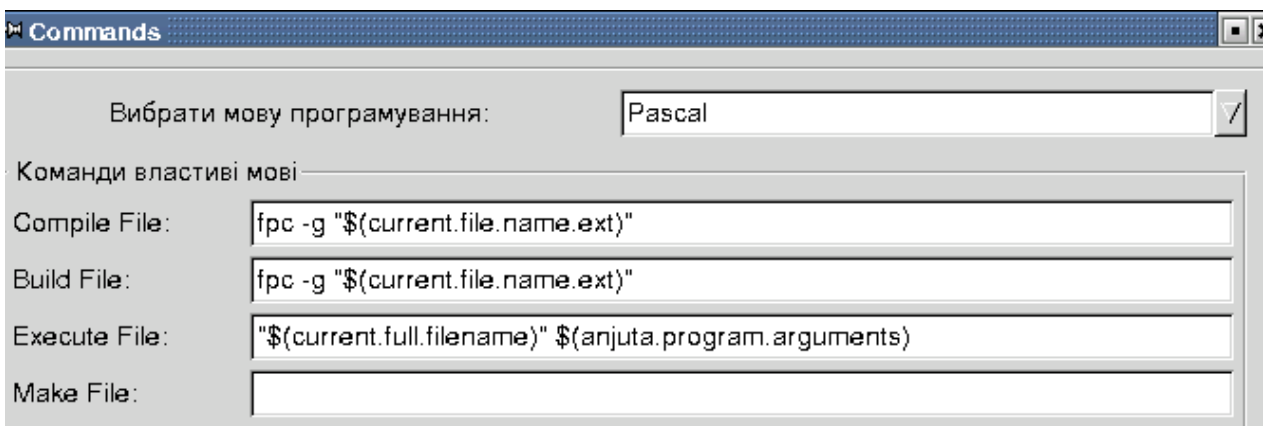 Commands
Вибрати мову програмування: Pascal
Команди властиві мові
Compile File: fpc -g "$(current.file.name.ext)"
Build File: fpc -g "$(current.file.name.ext)"
Execute File: "$(current.full.filename)" $(anjuta.program.arguments)
Make File: